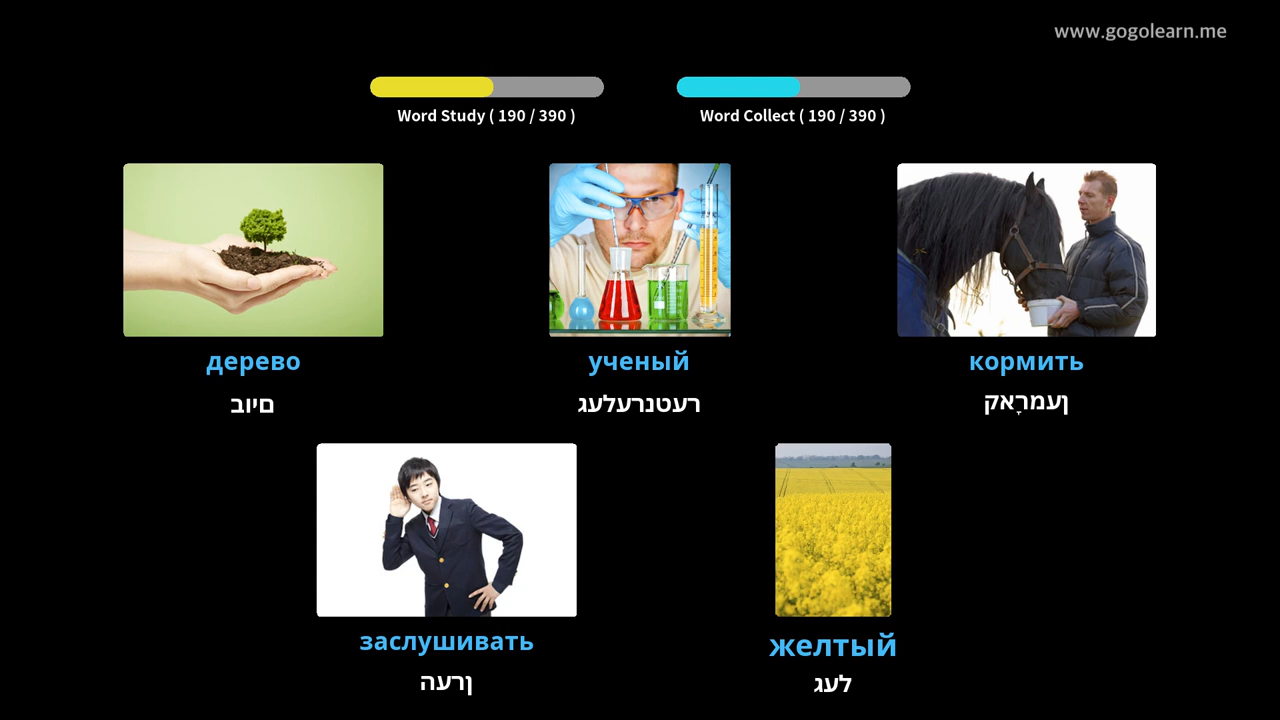 www.gogolearn.me
Word Study ( 190 / 390 )
Word Collect ( 190 / 390 )
дерево
ученый
кормить
בוים
געלערנטער
קאָרמען
заслушивать
желтый
הערן
געל